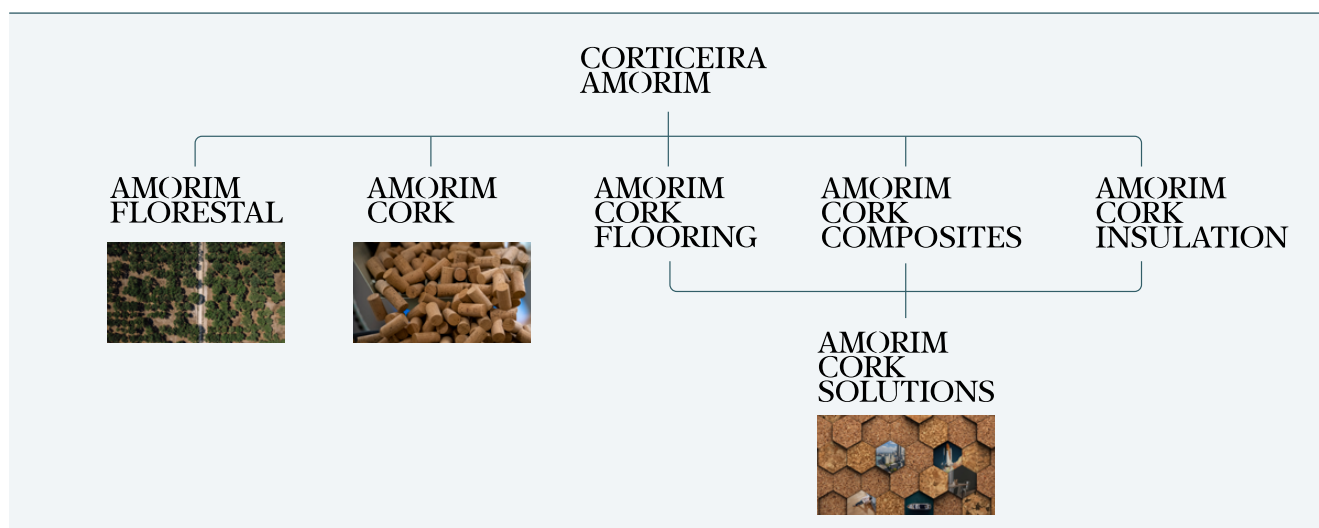 CORTICEIRA
AMORIM
AMORIM
FLORESTAL
AMORIM
CORK
AMORIM
CORK
FLOORING
AMORIM
CORK
COMPOSITES
AMORIM
CORK
INSULATION
AMORIM
CORK
SOLUTIONS